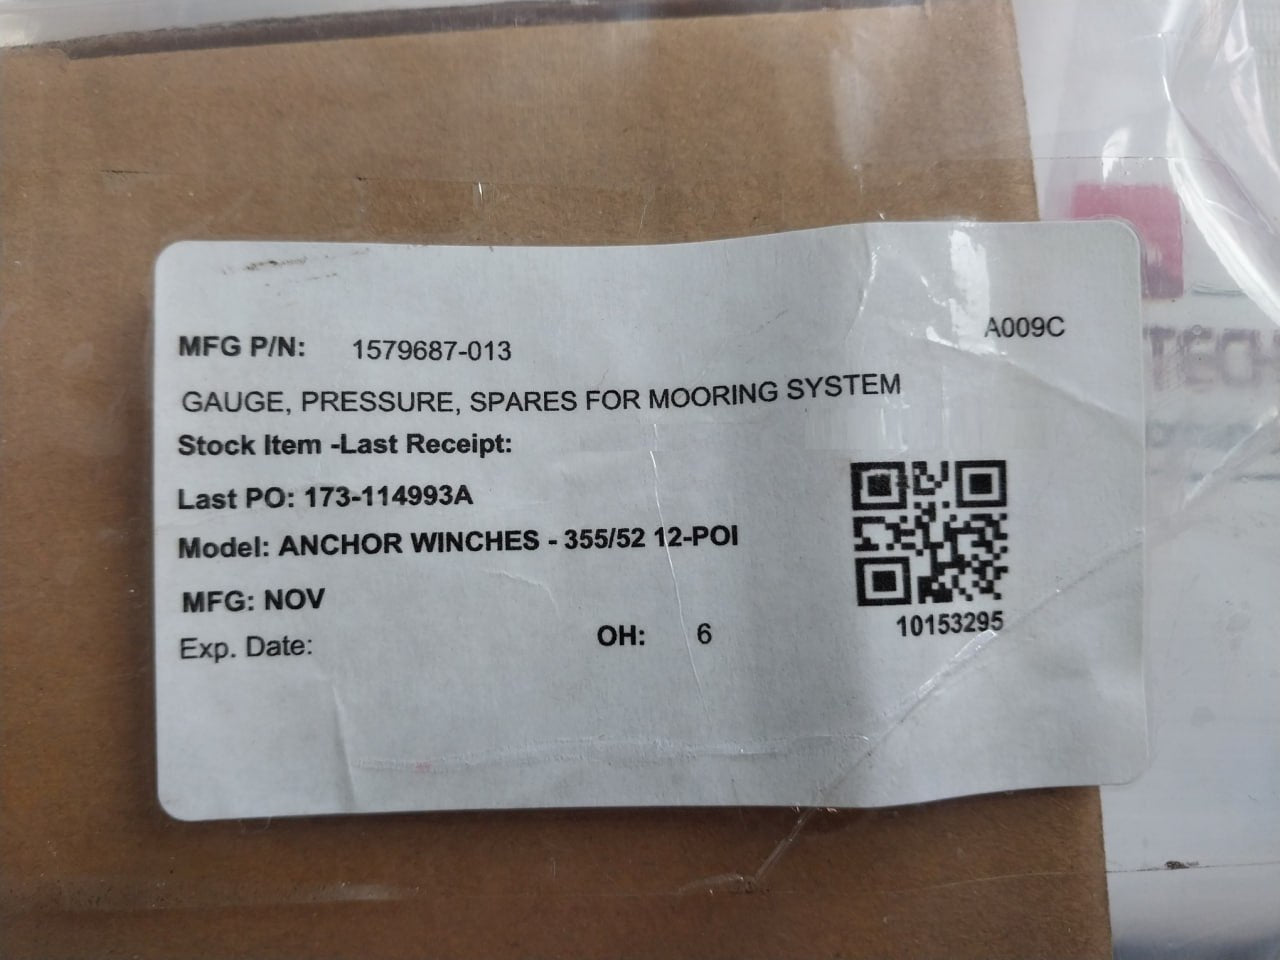 A009C
MFG P/N: 1579687-013
GAUGE, PRESSURE, SPARES FOR MOORING SYSTEM
Stock Item -Last Receipt:
Last PO: 173-114993A
Model: ANCHOR WINCHES - 355/52 12-POI
MFG: NOV
10153295
Exp. Date: OH: 6
TECH